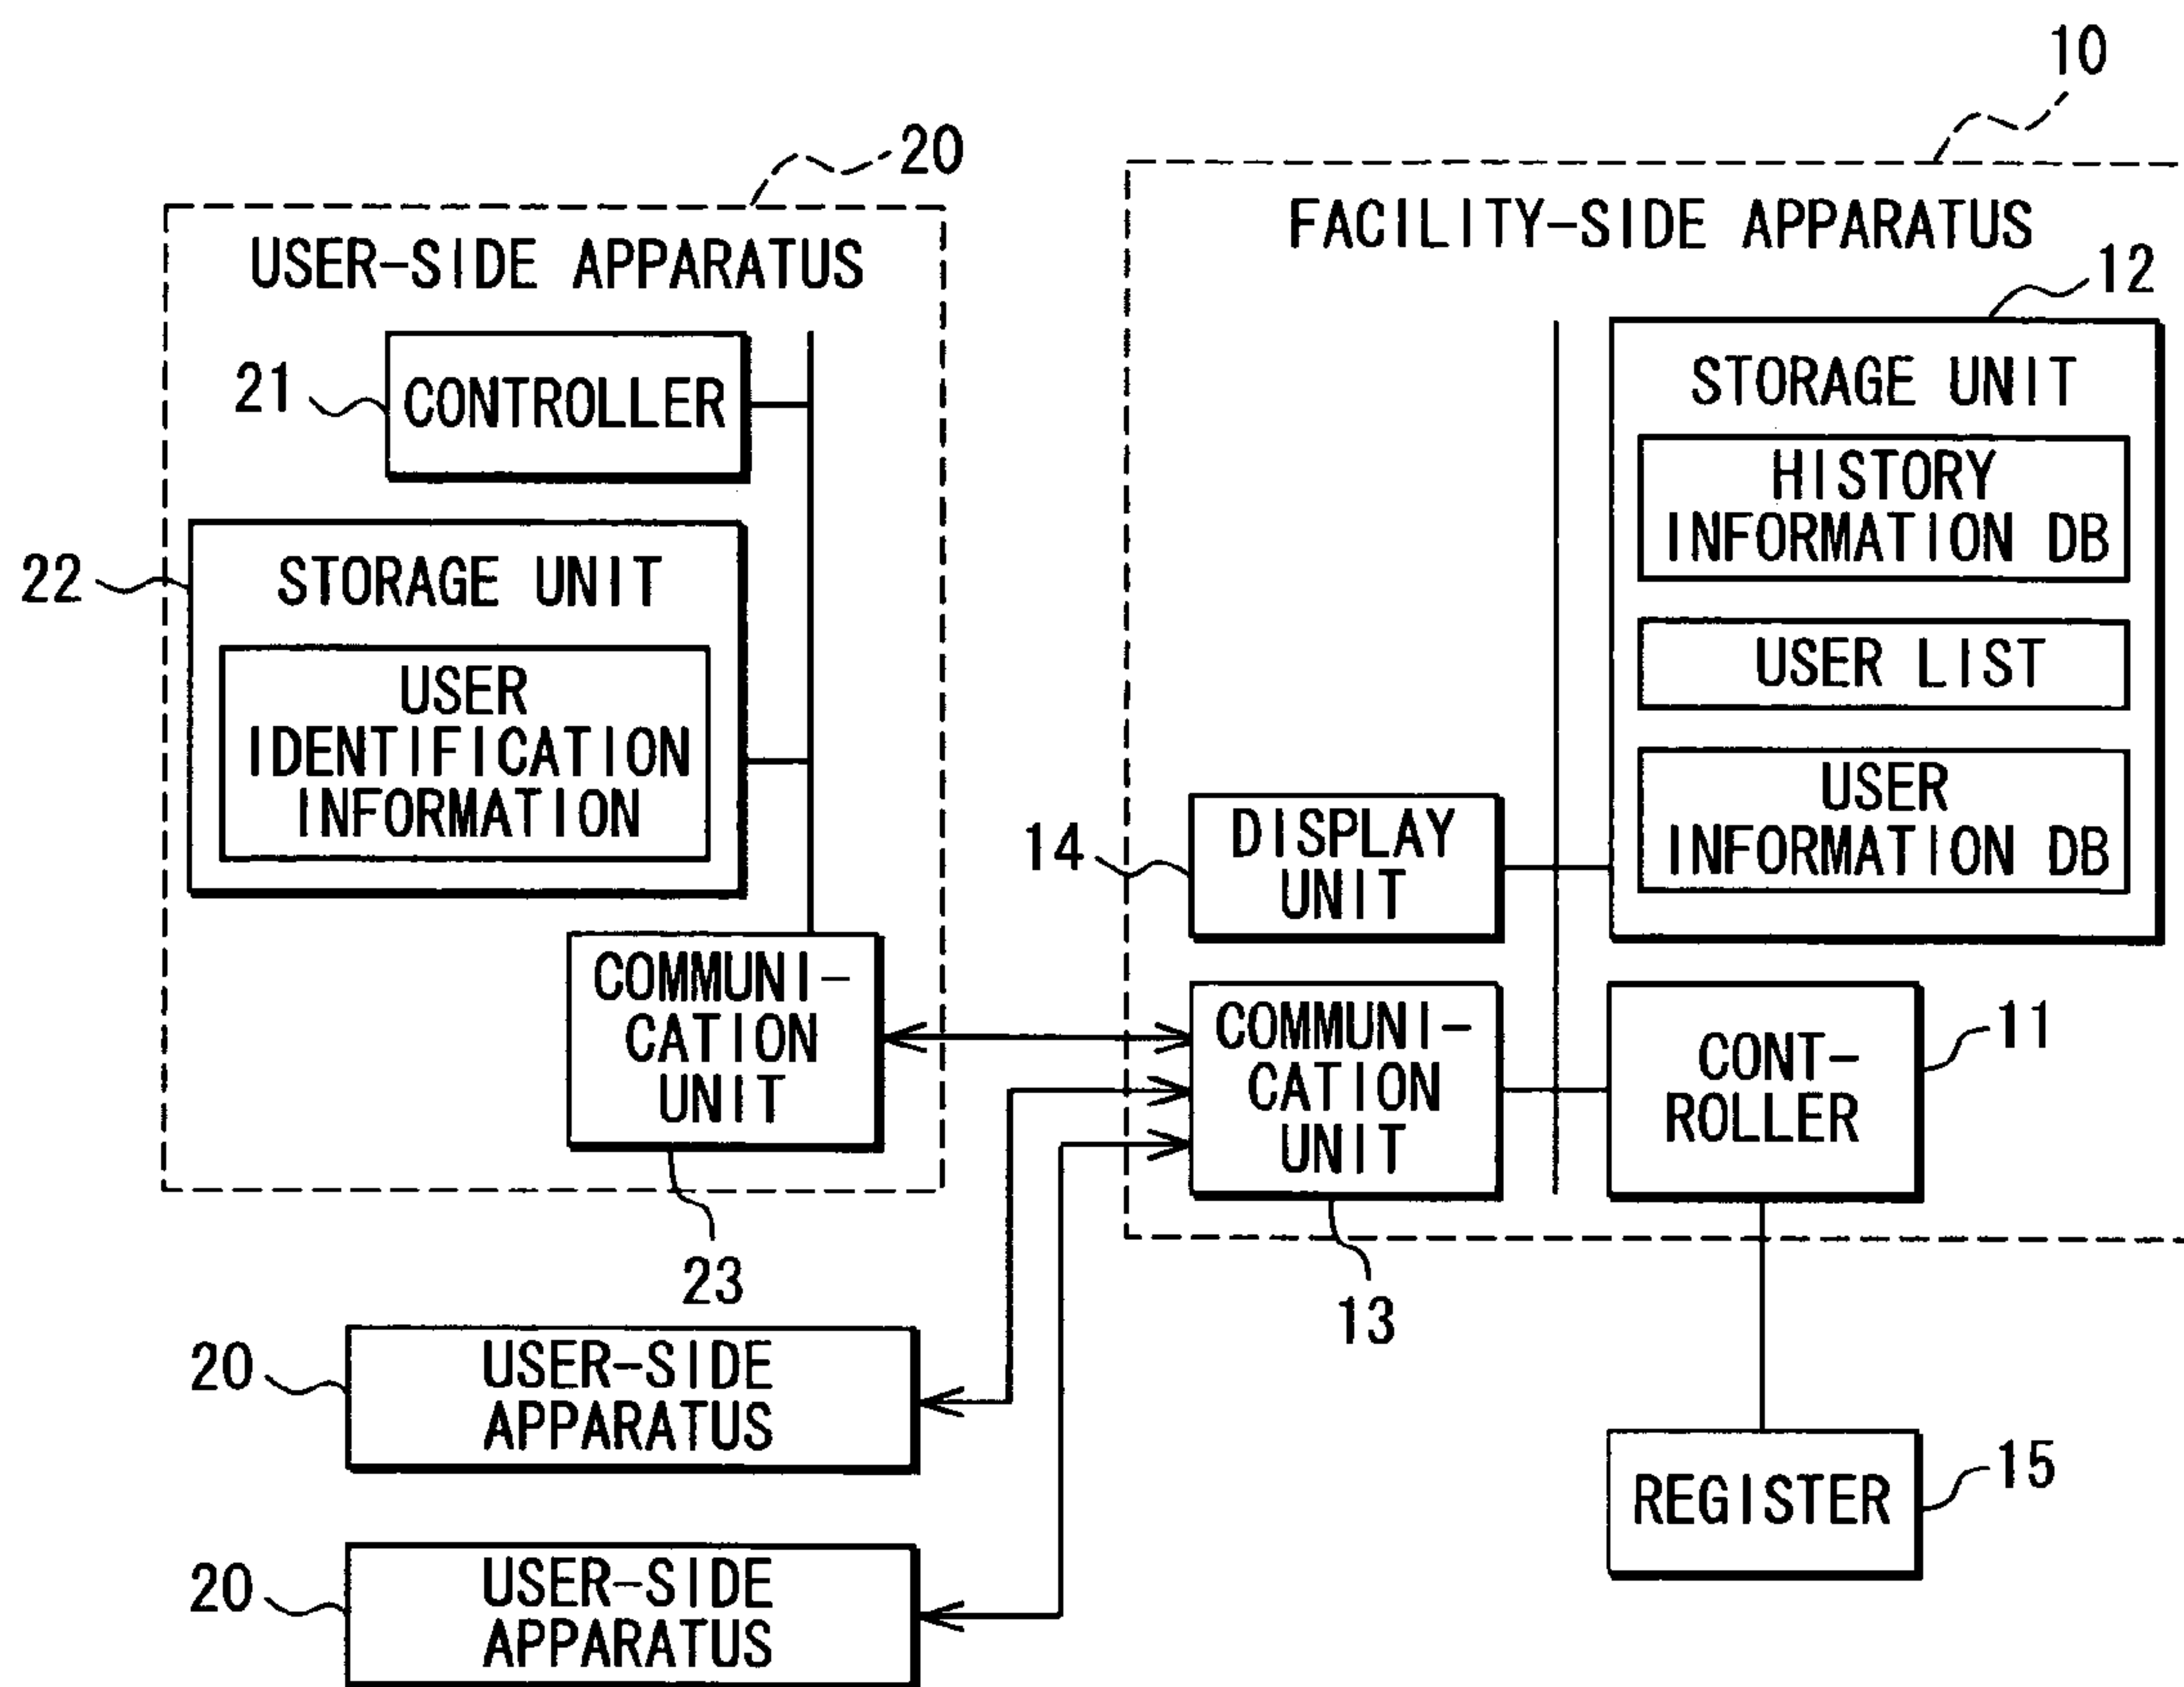 10
20
USER-SIDE APPARATUS
21
CONTROLLER
22
STORAGE UNIT
USER
IDENTIFICATION
INFORMATION
COMMUNI-
CATION
UNIT
23
FACILITY-SIDE APPARATUS
12
STORAGE UNIT
HISTORY
INFORMATION DB
USER LIST
USER
INFORMATION DB
14
DISPLAY
UNIT
COMMUNI-
CATION
UNIT
13
CONT-
ROLLER
11
20
USER-SIDE
APPARATUS
REGISTER
15
20
USER-SIDE
APPARATUS